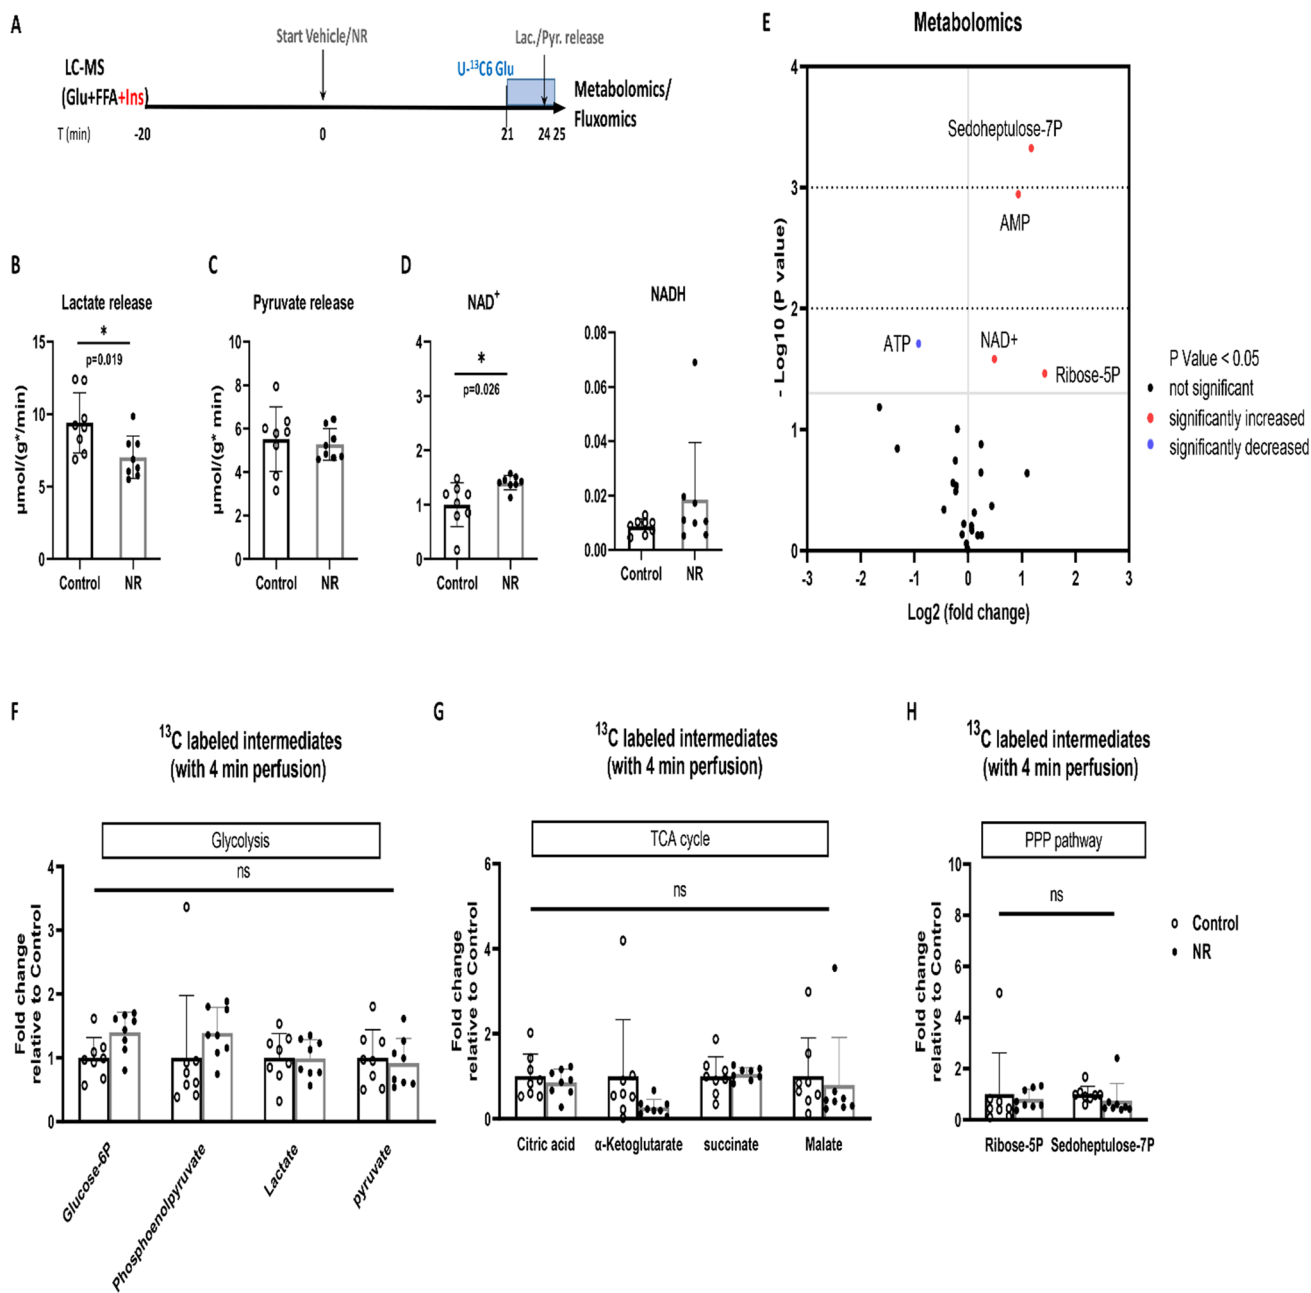 A
LC-MS
(Glu+FFA+Ins)
Start Vehicle/NR
Lac./Pyr. release
U-¹³C6 Glu
Metabolomics/
Fluxomics
T (min)
-20
0
21
24 25
B
Lactate release
*
p=0.019
µmol/(g*/min)
15
10
5
0
Control
NR
C
Pyruvate release
µmol/(g* min)
10
8
6
4
2
0
Control
NR
D
NAD⁺
*
p=0.026
4
3
2
1
0
Control
NR
NADH
0.08
0.06
0.04
0.02
0.00
Control
NR
E
Metabolomics
- Log10 (P value)
4
3
2
1
0
Sedoheptulose-7P
AMP
ATP
NAD+
Ribose-5P
-3
-2
-1
0
1
2
3
Log2 (fold change)
P Value < 0.05
not significant
significantly increased
significantly decreased
F
¹³C labeled intermediates
(with 4 min perfusion)
Glycolysis
ns
Fold change
relative to Control
4
3
2
1
0
Glucose-6P
Phosphoenolpyruvate
Lactate
pyruvate
G
¹³C labeled intermediates
(with 4 min perfusion)
TCA cycle
ns
Fold change
relative to Control
6
4
2
0
Citric acid
α-Ketoglutarate
succinate
Malate
H
¹³C labeled intermediates
(with 4 min perfusion)
PPP pathway
ns
Fold change
relative to Control
10
8
6
4
2
0
Ribose-5P
Sedoheptulose-7P
Control
NR